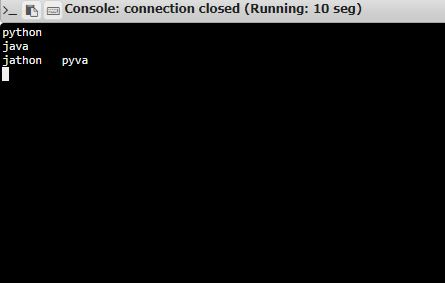 >_ Console: connection closed (Running: 10 seg)
python
java
jathon   pyva